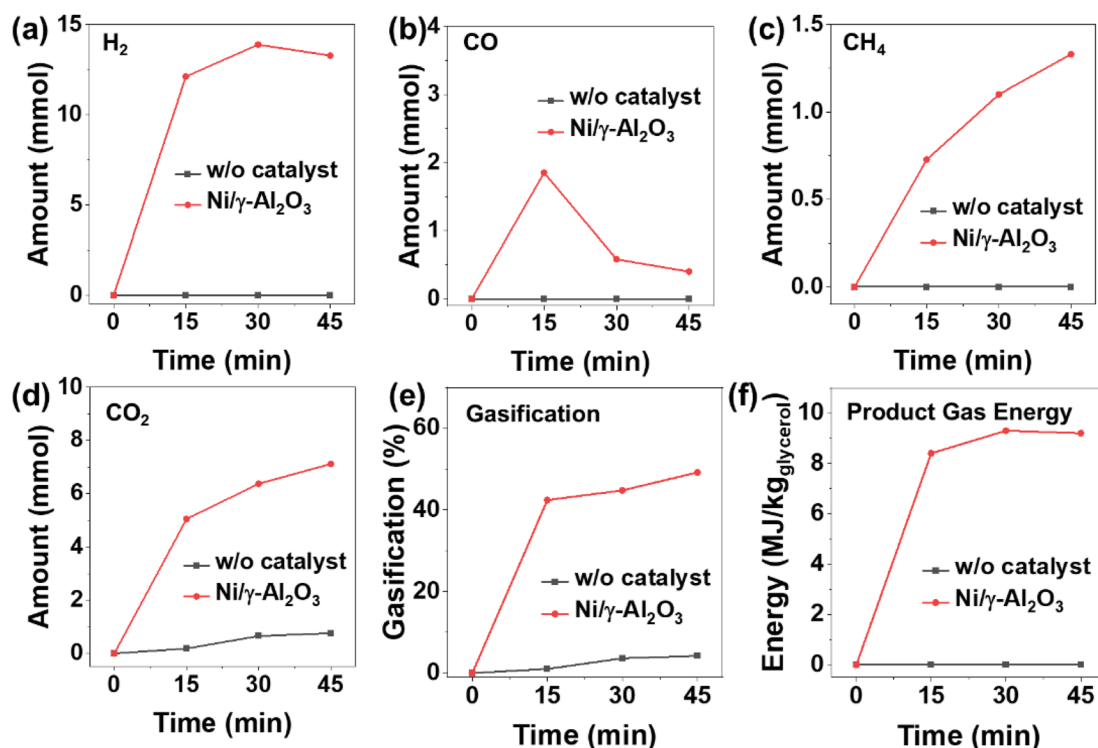 (a)
H₂
Amount (mmol)
15
10
5
0
w/o catalyst
Ni/γ-Al₂O₃
0 15 30 45
Time (min)
(b)
CO
Amount (mmol)
4
3
2
1
0
w/o catalyst
Ni/γ-Al₂O₃
0 15 30 45
Time (min)
(c)
CH₄
Amount (mmol)
1.5
1.0
0.5
0.0
w/o catalyst
Ni/γ-Al₂O₃
0 15 30 45
Time (min)
(d)
CO₂
Amount (mmol)
10
8
6
4
2
0
w/o catalyst
Ni/γ-Al₂O₃
0 15 30 45
Time (min)
(e)
Gasification
Gasification (%)
60
40
20
0
w/o catalyst
Ni/γ-Al₂O₃
0 15 30 45
Time (min)
(f)
Product Gas Energy
Energy (MJ/kg_glycerol)
10
8
6
4
2
0
w/o catalyst
Ni/γ-Al₂O₃
0 15 30 45
Time (min)